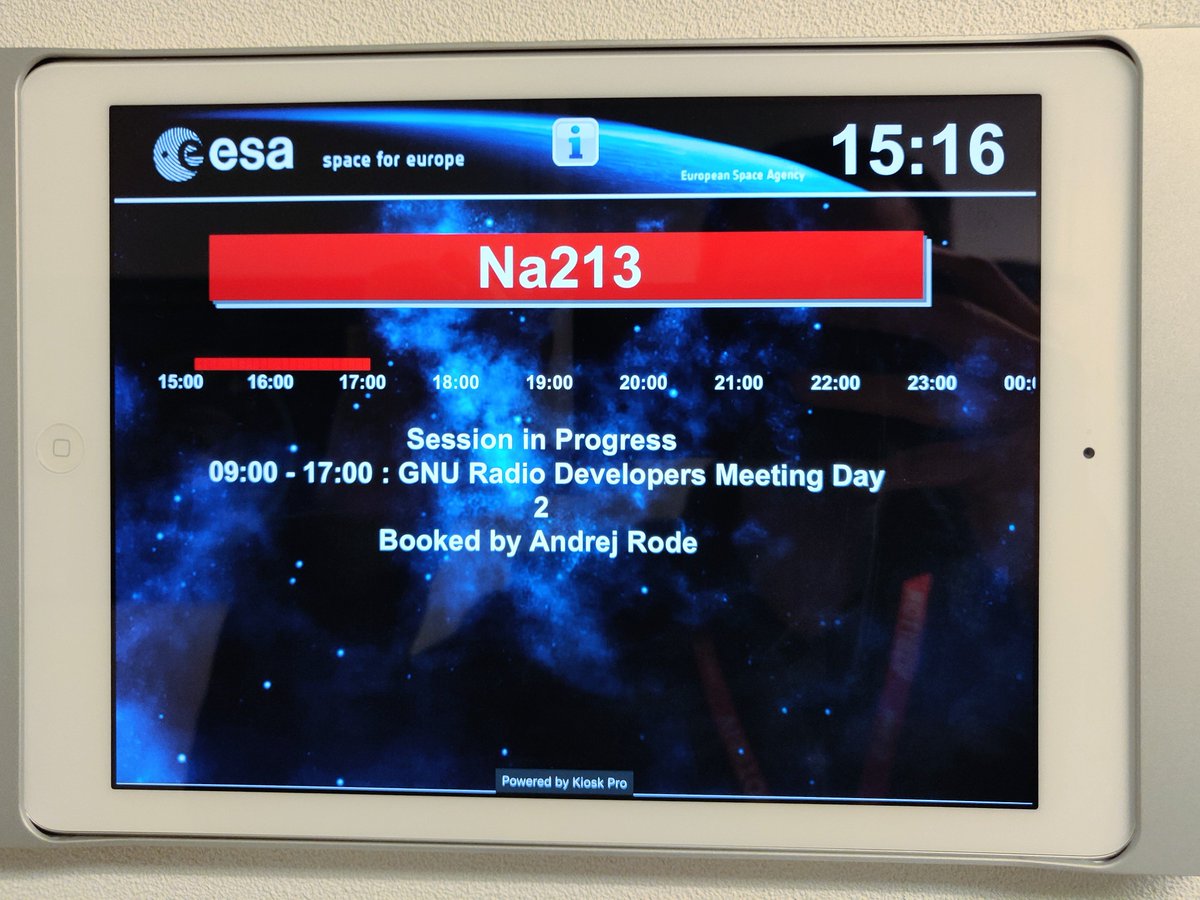 esa
space for europe
i
European Space Agency
15:16
Na213
15:00 16:00 17:00 18:00 19:00 20:00 21:00 22:00 23:00 00:0
Session in Progress
09:00 - 17:00 : GNU Radio Developers Meeting Day
2
Booked by Andrej Rode
Powered by Kiosk Pro